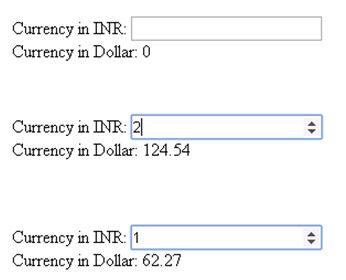 Currency in INR:
Currency in Dollar: 0
Currency in INR: 2
Currency in Dollar: 124.54
Currency in INR: 1
Currency in Dollar: 62.27